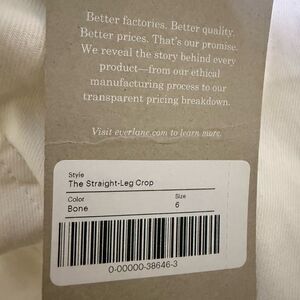 Better factories. Better quality.
Better prices. That's our promise.
We reveal the story behind every
product—from our ethical
manufacturing process to our
transparent pricing breakdown.
Visit everlane.com to learn more.
Style
The Straight-Leg Crop
Color Size
Bone 6
0-00000-38646-3